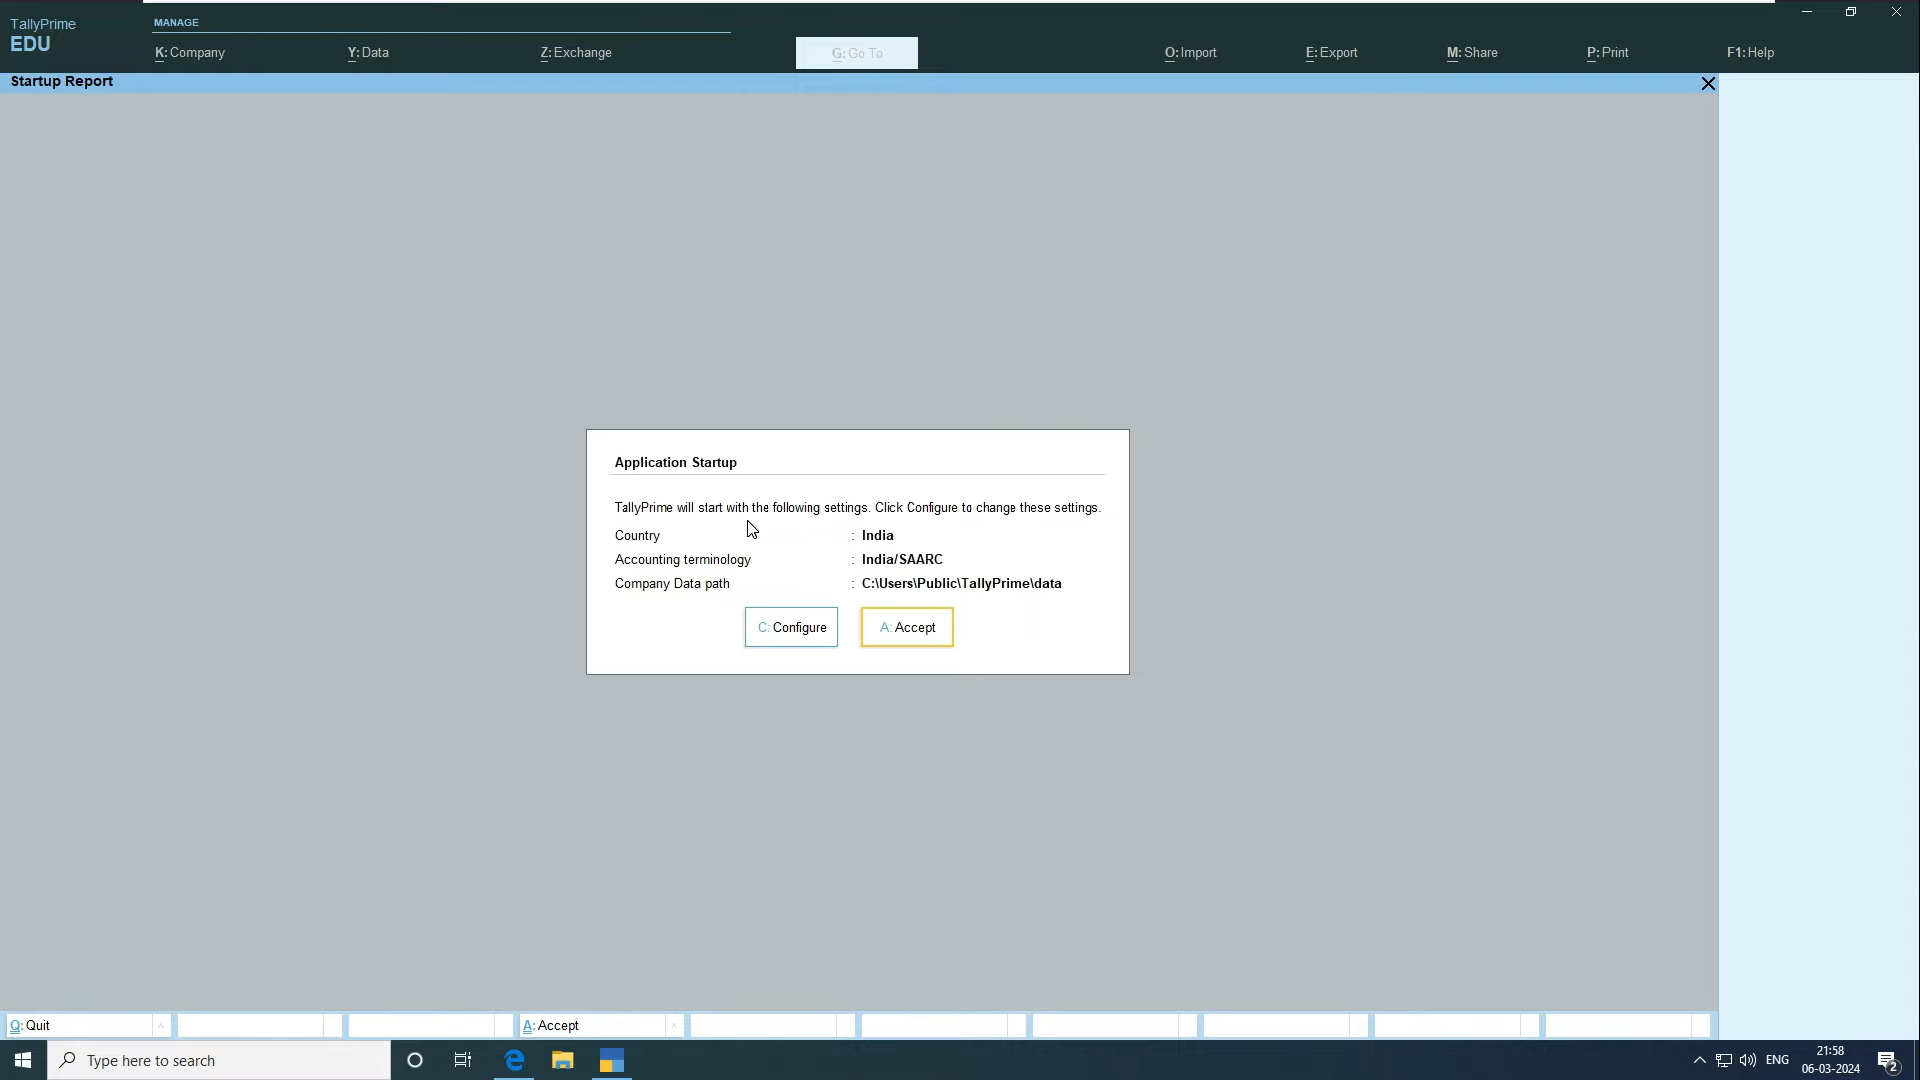 TallyPrime
EDU
MANAGE
K: Company
Y: Data
Z: Exchange
G: Go To
O: Import
E: Export
M: Share
P: Print
F1: Help
Startup Report
Application Startup
TallyPrime will start with the following settings. Click Configure to change these settings.
Country : India
Accounting terminology : India/SAARC
Company Data path : C:\Users\Public\TallyPrime\data
C: Configure
A: Accept
Q: Quit
A: Accept
Type here to search
ENG
21:58
06-03-2024
2